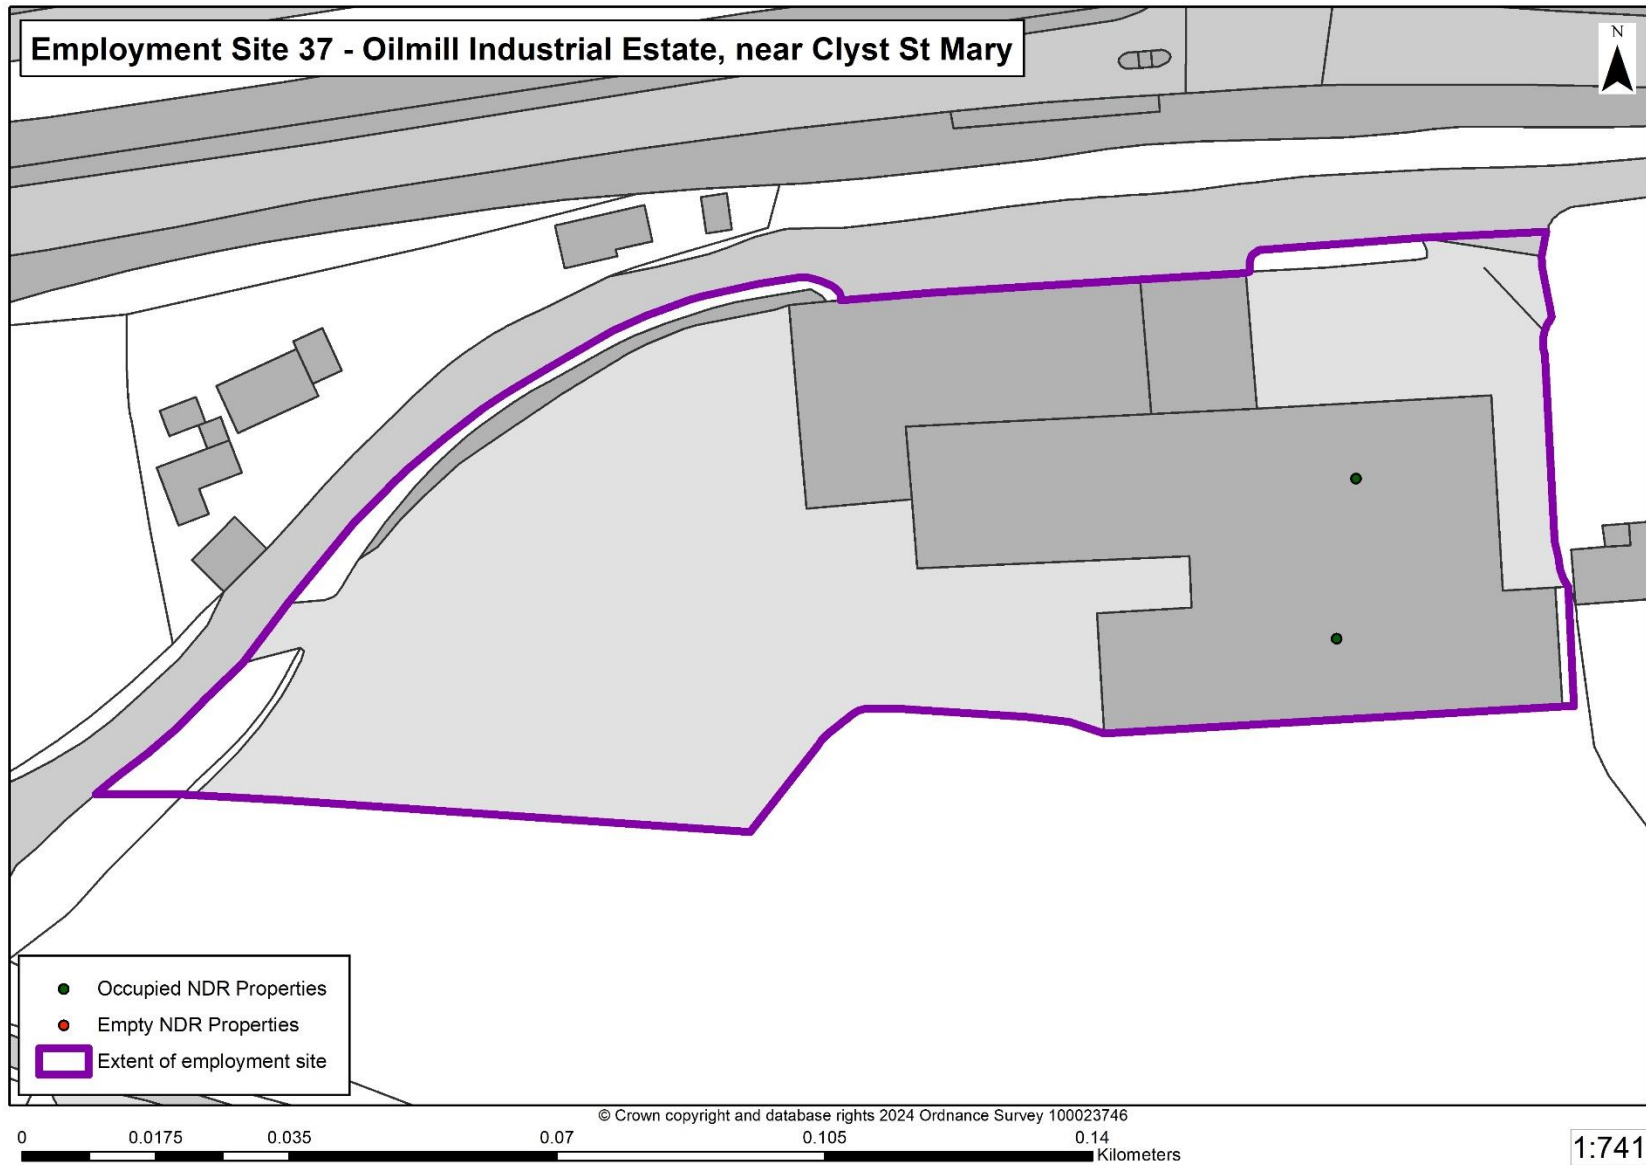 Employment Site 37 - Oilmill Industrial Estate, near Clyst St Mary
N
Occupied NDR Properties
Empty NDR Properties
Extent of employment site
© Crown copyright and database rights 2024 Ordnance Survey 100023746
0 0.0175 0.035 0.07 0.105 0.14
Kilometers
1:741